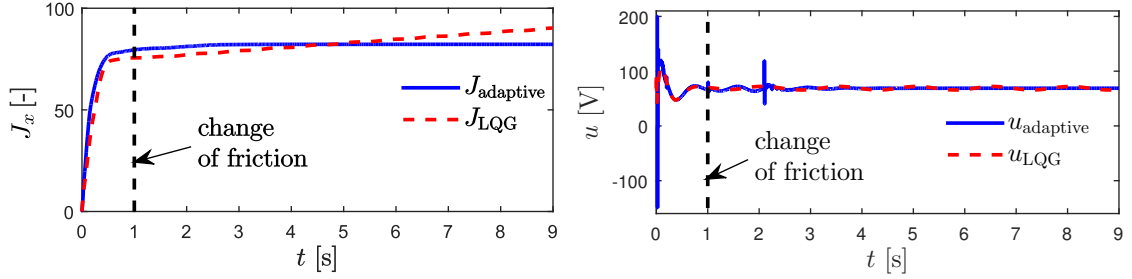 100
50
0
J_x [-]
J_adaptive
J_LQG
change
of friction
0 1 2 3 4 5 6 7 8 9
t [s]
200
100
0
-100
u [V]
u_adaptive
u_LQG
change
of friction
0 1 2 3 4 5 6 7 8 9
t [s]